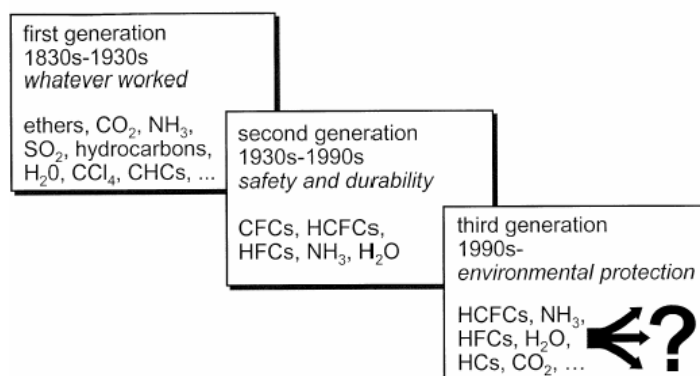 first generation
1830s-1930s
whatever worked
ethers, CO₂, NH₃,
SO₂, hydrocarbons,
H₂0, CCl₄, CHCs, ...
second generation
1930s-1990s
safety and durability
CFCs, HCFCs,
HFCs, NH₃, H₂O
third generation
1990s-
environmental protection
HCFCs, NH₃,
HFCs, H₂O,
HCs, CO₂, ...
?